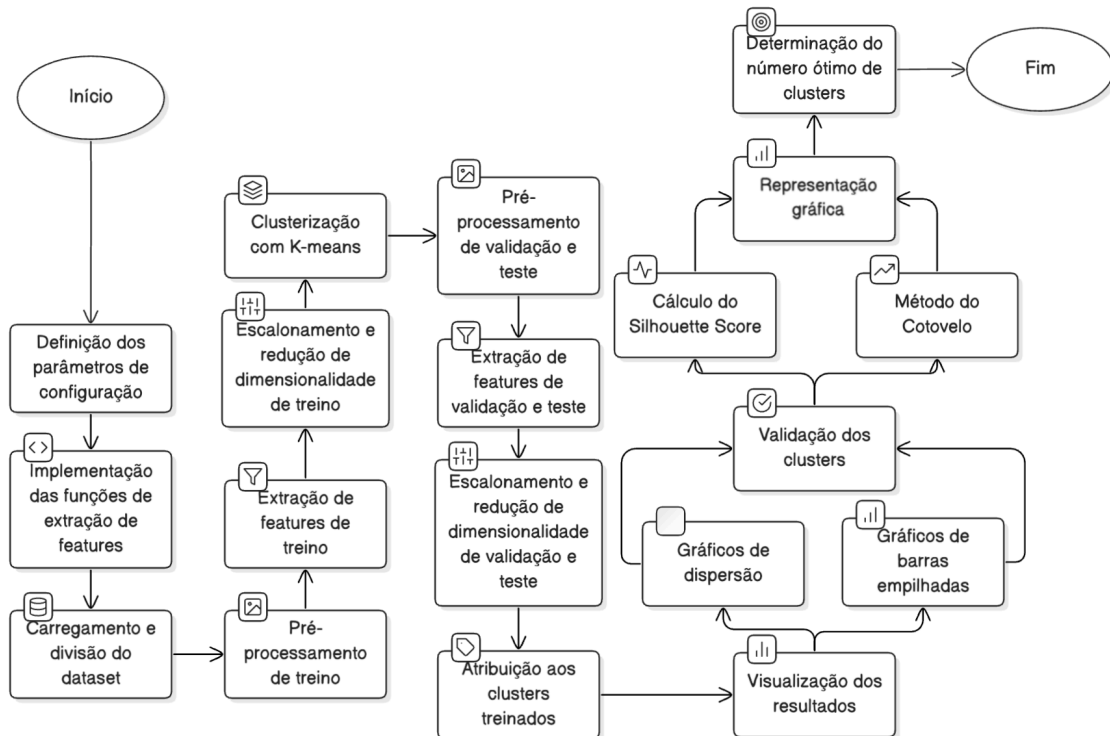 Início
Definição dos
parâmetros de
configuração
Implementação
das funções de
extração de
features
Carregamento e
divisão do
dataset
Pré-
processamento
de treino
Extração de
features de
treino
Escalonamento e
redução de
dimensionalidade
de treino
Clusterização
com K-means
Pré-
processamento
de validação e
teste
Extração de
features de
validação e teste
Escalonamento e
redução de
dimensionalidade
de validação e
teste
Atribuição aos
clusters
treinados
Visualização dos
resultados
Gráficos de
dispersão
Gráficos de
barras
empilhadas
Validação dos
clusters
Cálculo do
Silhouette Score
Método do
Cotovelo
Representação
gráfica
Determinação do
número ótimo de
clusters
Fim